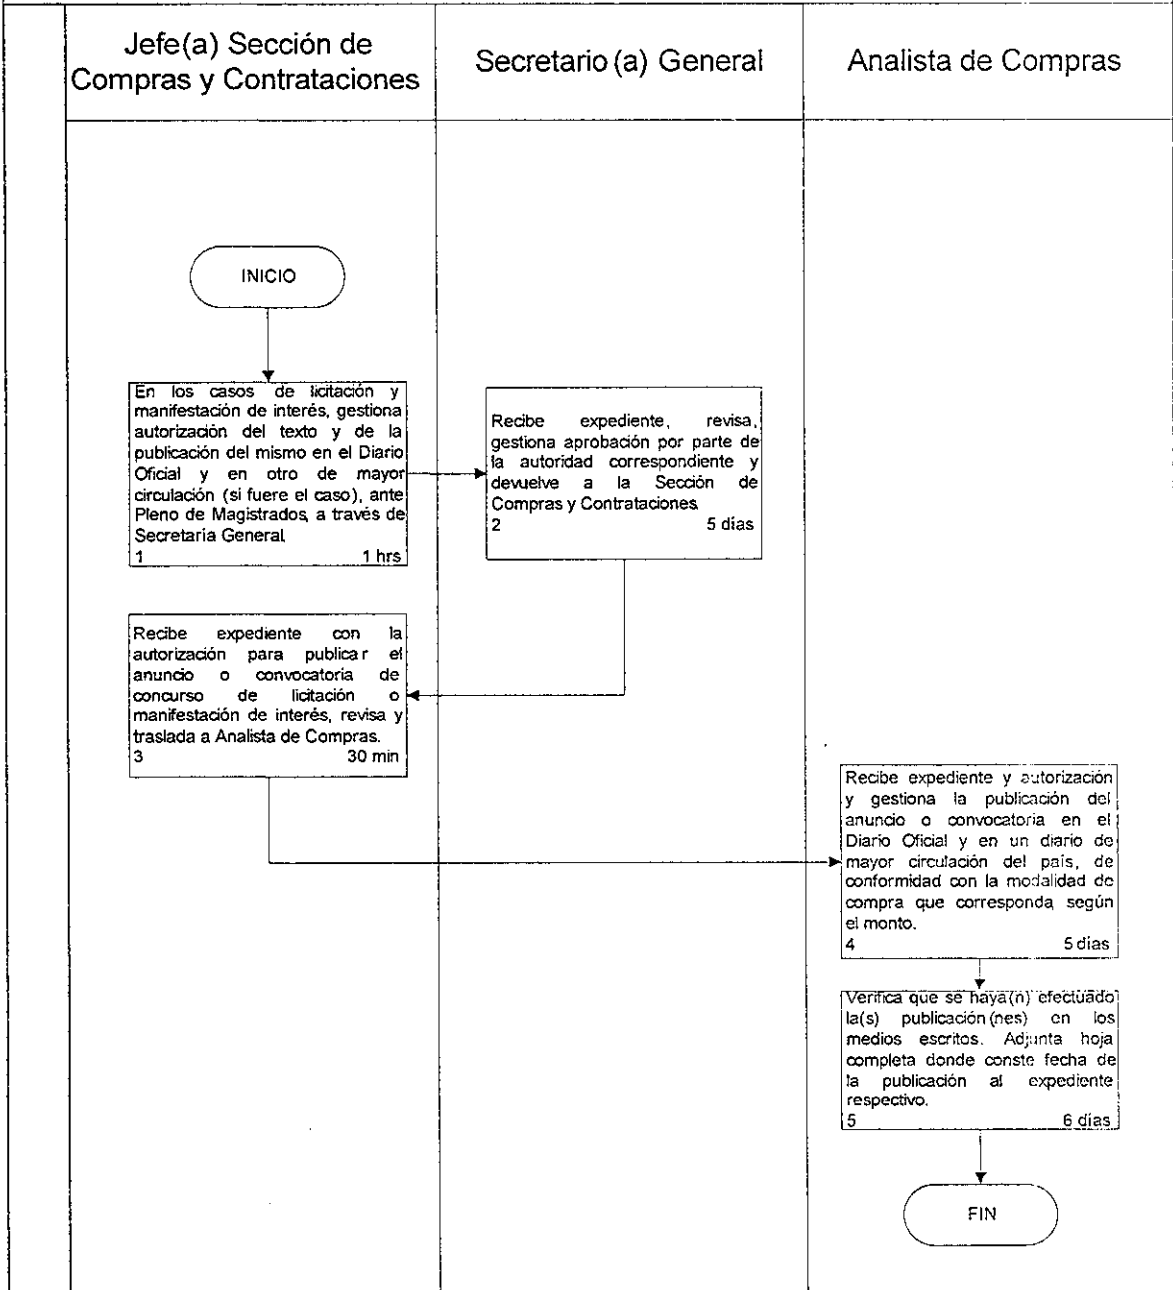 Jefe(a) Sección de
Compras y Contrataciones
Secretario (a) General
Analista de Compras
INICIO
En los casos de licitación y
manifestación de interés, gestiona
autorización del texto y de la
publicación del mismo en el Diario
Oficial y en otro de mayor
circulación (si fuere el caso), ante
Pleno de Magistrados, a través de
Secretaría General
1 1 hrs
Recibe expediente, revisa,
gestiona aprobación por parte de
la autoridad correspondiente y
devuelve a la Sección de
Compras y Contrataciones
2 5 días
Recibe expediente con la
autorización para publicar el
anuncio o convocatoria de
concurso de licitación o
manifestación de interés, revisa y
traslada a Analista de Compras.
3 30 min
Recibe expediente y autorización
y gestiona la publicación del
anuncio o convocatoria en el
Diario Oficial y en un diario de
mayor circulación del país, de
conformidad con la modalidad de
compra que corresponda, según
el monto.
4 5 días
Verifica que se haya(n) efectuado
la(s) publicación(nes) en los
medios escritos. Adjunta hoja
completa donde conste fecha de
la publicación al expediente
respectivo.
5 6 días
FIN